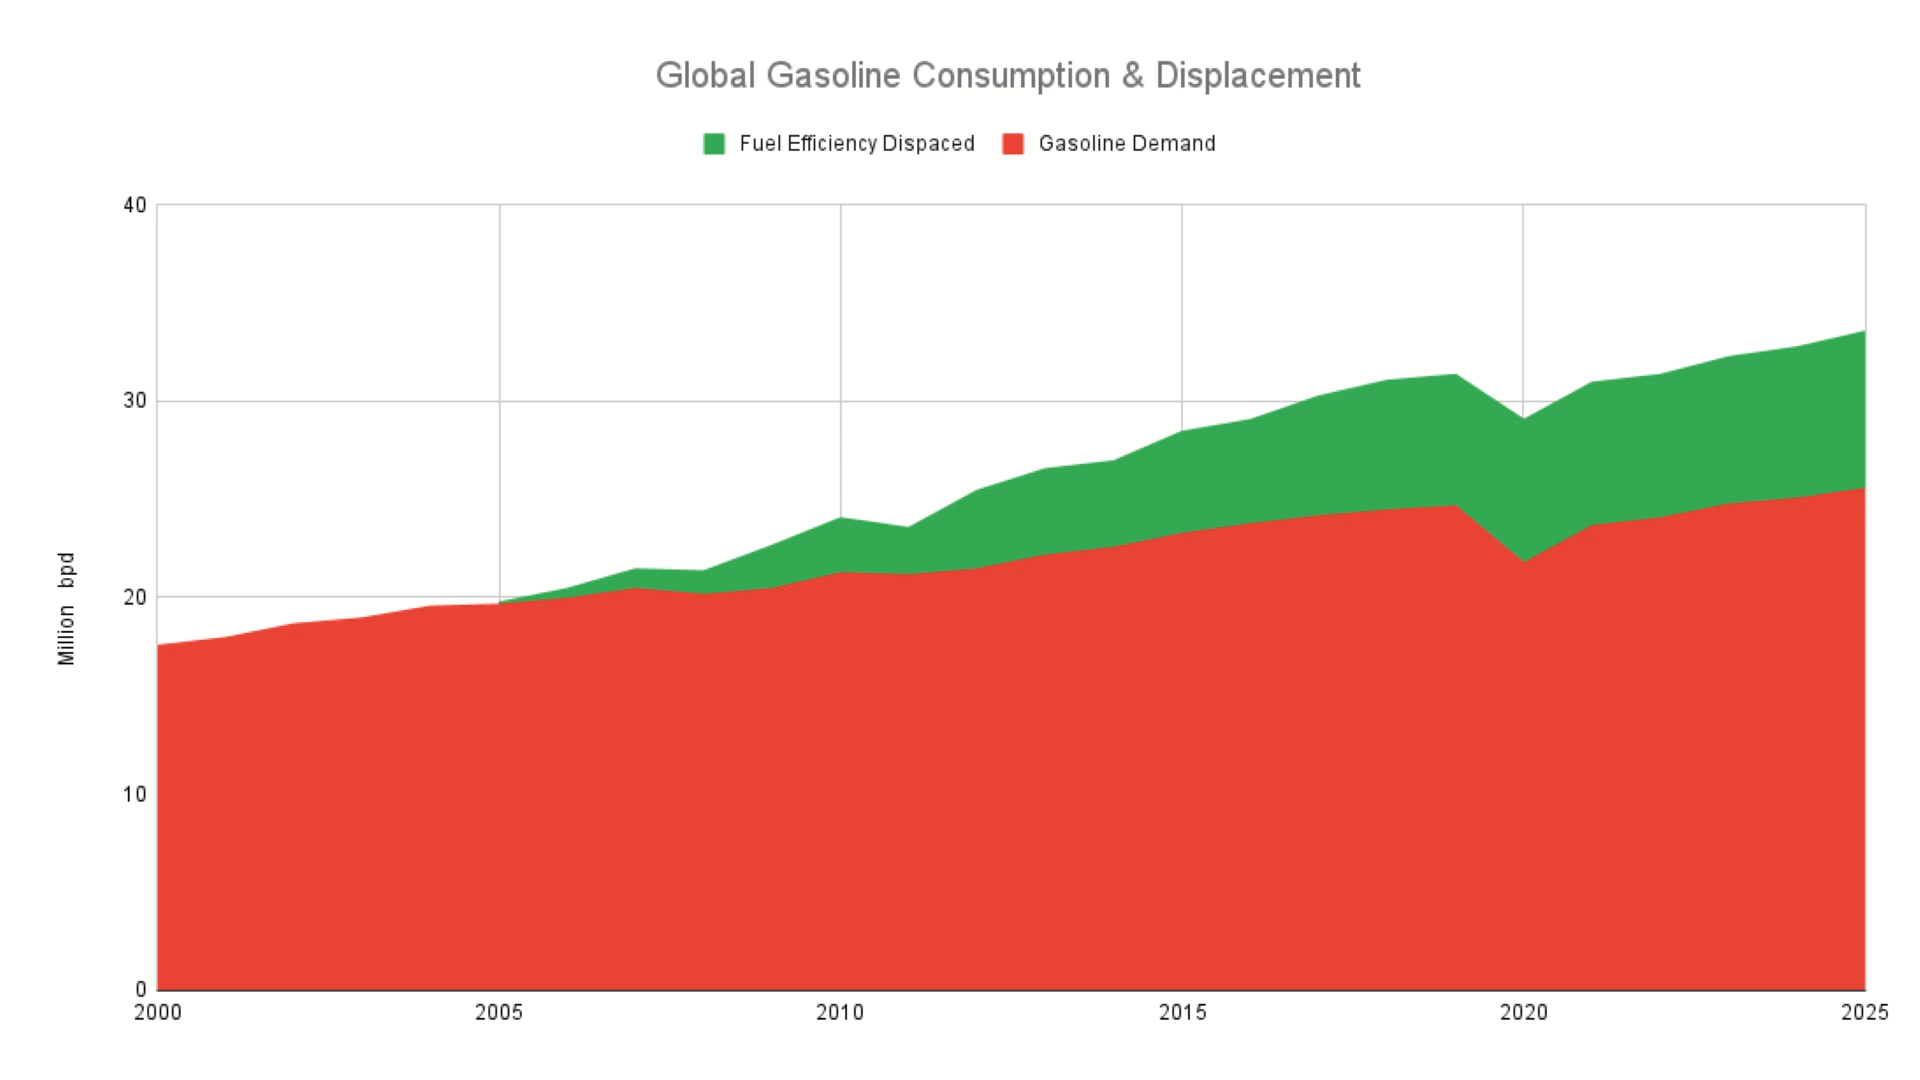 Global Gasoline Consumption & Displacement
Fuel Efficiency Dispaced
Gasoline Demand
40
30
20
10
0
Million bpd
2000
2005
2010
2015
2020
2025